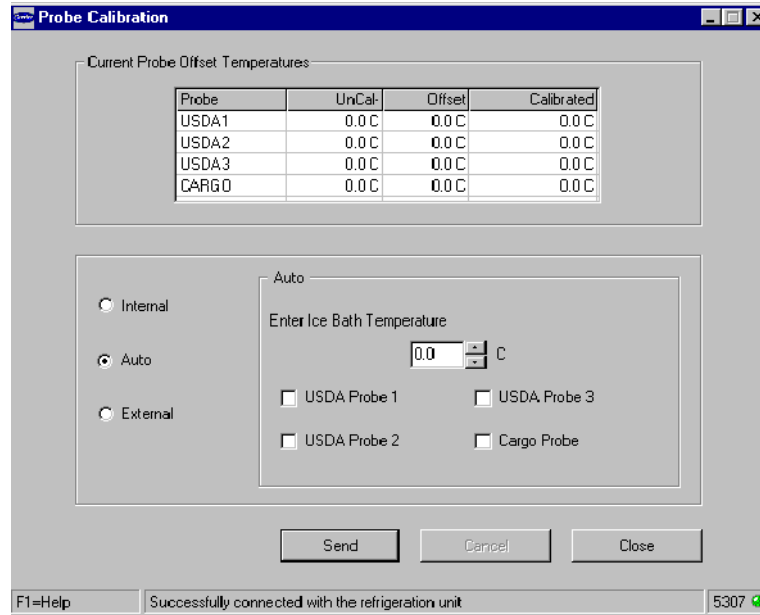 Carrier Probe Calibration
Current Probe Offset Temperatures
Probe UnCal- Offset Calibrated
USDA1 0.0 C 0.0 C 0.0 C
USDA2 0.0 C 0.0 C 0.0 C
USDA3 0.0 C 0.0 C 0.0 C
CARGO 0.0 C 0.0 C 0.0 C
Auto
Internal
Enter Ice Bath Temperature
0.0 C
Auto
USDA Probe 1 USDA Probe 3
External
USDA Probe 2 Cargo Probe
Send Cancel Close
F1=Help Successfully connected with the refrigeration unit 5:307